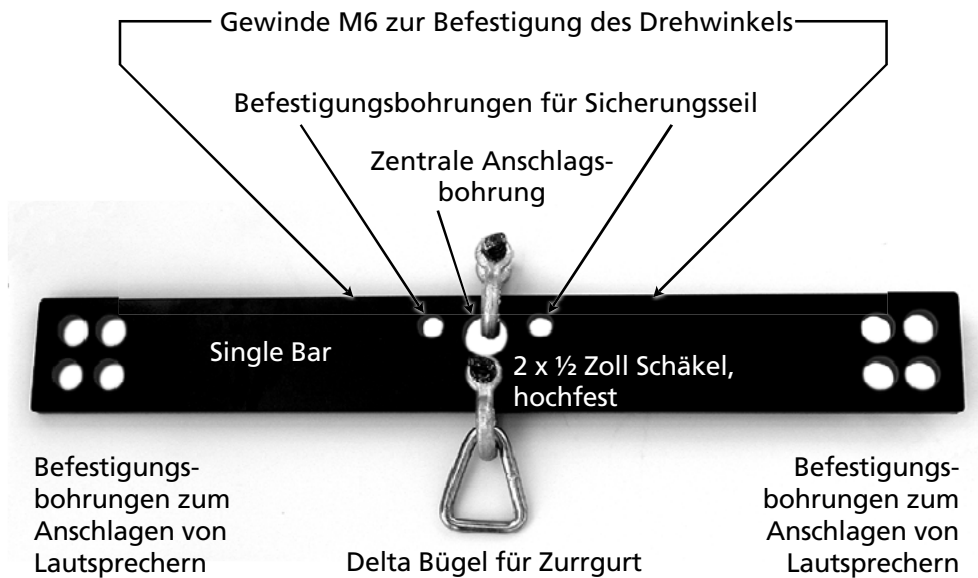 Gewinde M6 zur Befestigung des Drehwinkels
Befestigungsbohrungen für Sicherungsseil
Zentrale Anschlags-
bohrung
Single Bar
2 x ½ Zoll Schäkel,
hochfest
Befestigungs-
bohrungen zum
Anschlagen von
Lautsprechern
Delta Bügel für Zurrgurt
Befestigungs-
bohrungen zum
Anschlagen von
Lautsprechern